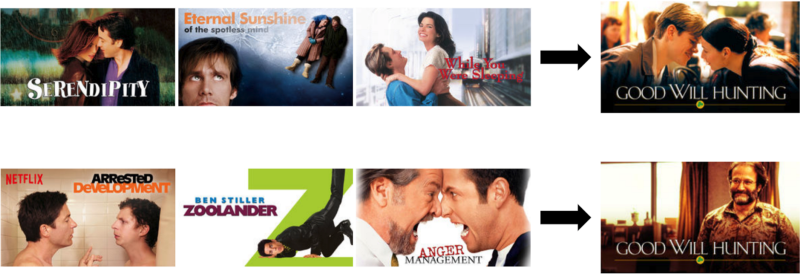 SERENDIPITY
Eternal Sunshine
of the spotless mind
While You
Were Sleeping
GOOD WILL HUNTING
NETFLIX
ARReSTeD
DEVELOPMeNT
BEN STILLER
ZOOLANDER
Z
ANGER
MANAGEMENT
GOOD WILL HUNTING